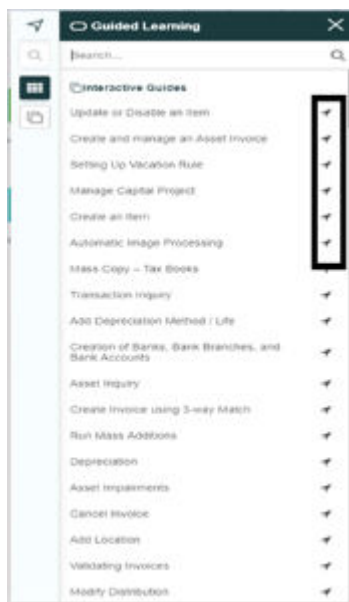 Guided Learning
Search...
Interactive Guides
Update or Disable an Item
Create and manage an Asset Invoice
Setting Up Vacation Rule
Manage Capital Project
Create an Item
Automatic Image Processing
Mass Copy – Tax Books
Transaction Inquiry
Add Depreciation Method / Life
Creation of Banks, Bank Branches, and
Bank Accounts
Asset Inquiry
Create Invoice using 3-way Match
Run Mass Additions
Depreciation
Asset Impairments
Cancel Invoice
Add Location
Validating Invoices
Modify Distribution